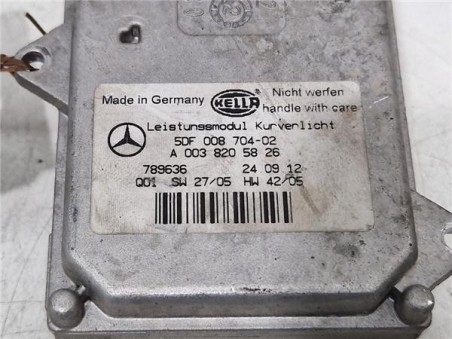 Made in Germany HELLA Nicht werfen
handle with care
Leistungsmodul Kurvenlicht
5DF 008 704-02
A 003 820 58 26
789636 24.09.12
Q01 SW 27/05 HW 42/05